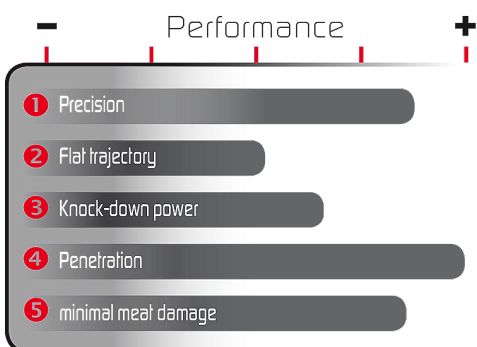 - Performance +
1 Precision
2 Flat trajectory
3 Knock-down power
4 Penetration
5 minimal meat damage